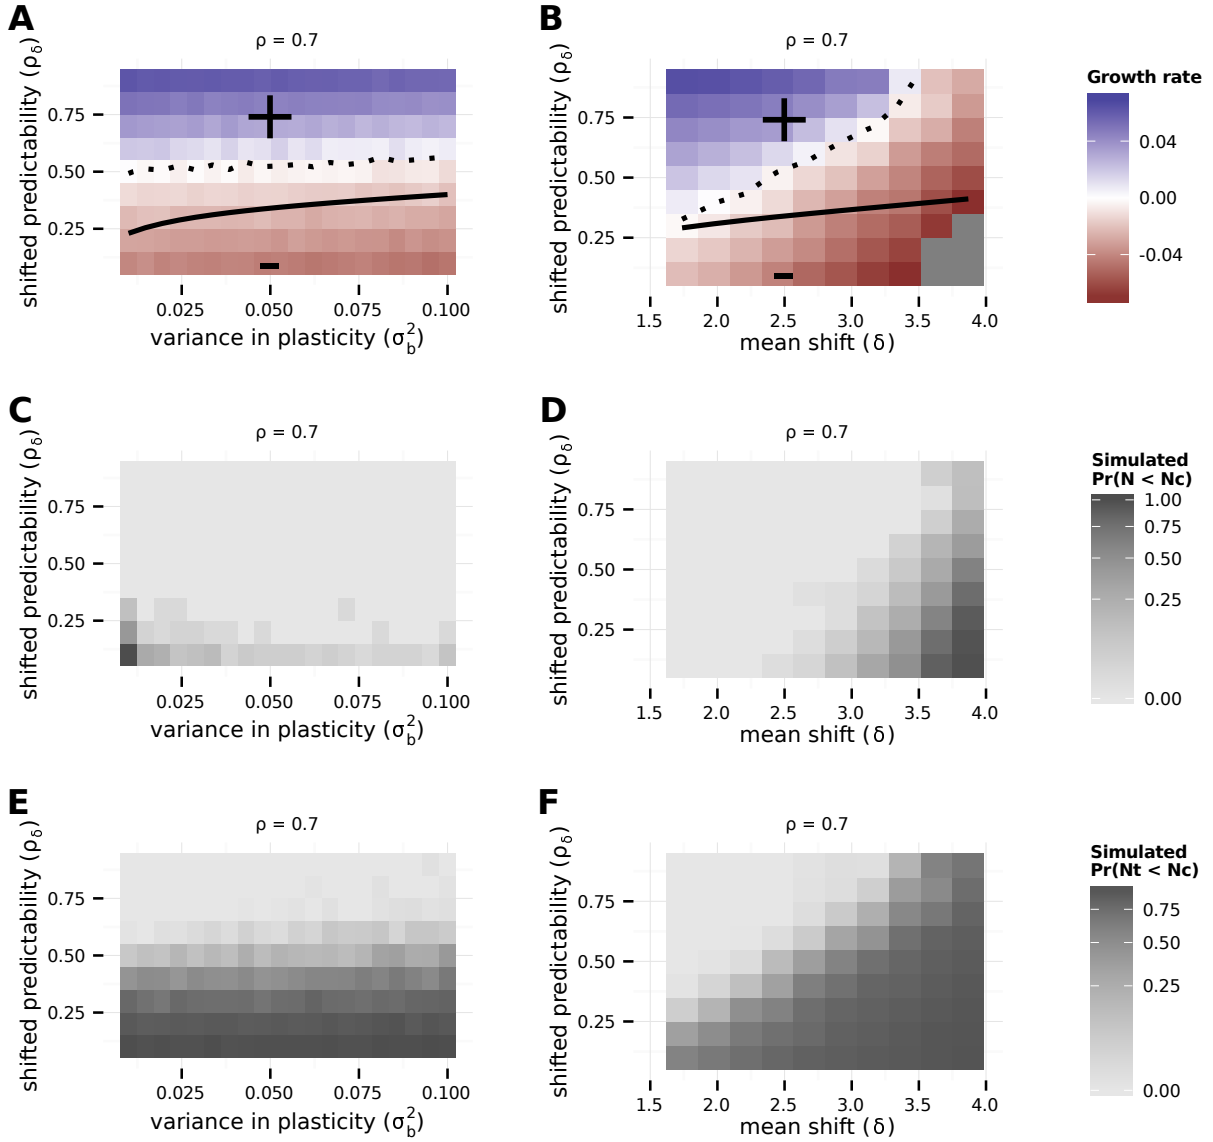 A
ρ = 0.7
shifted predictability (ρδ)
0.75
0.50
0.25
+
−
0.025
0.050
0.075
0.100
variance in plasticity (σ²b)
B
ρ = 0.7
shifted predictability (ρδ)
0.75
0.50
0.25
+
−
1.5
2.0
2.5
3.0
3.5
4.0
mean shift (δ)
Growth rate
0.04
0.00
-0.04
C
ρ = 0.7
shifted predictability (ρδ)
0.75
0.50
0.25
0.025
0.050
0.075
0.100
variance in plasticity (σ²b)
D
ρ = 0.7
shifted predictability (ρδ)
0.75
0.50
0.25
1.5
2.0
2.5
3.0
3.5
4.0
mean shift (δ)
Simulated
Pr(N < Nc)
1.00
0.75
0.50
0.25
0.00
E
ρ = 0.7
shifted predictability (ρδ)
0.75
0.50
0.25
0.025
0.050
0.075
0.100
variance in plasticity (σ²b)
F
ρ = 0.7
shifted predictability (ρδ)
0.75
0.50
0.25
1.5
2.0
2.5
3.0
3.5
4.0
mean shift (δ)
Simulated
Pr(Nt < Nc)
0.75
0.50
0.25
0.00